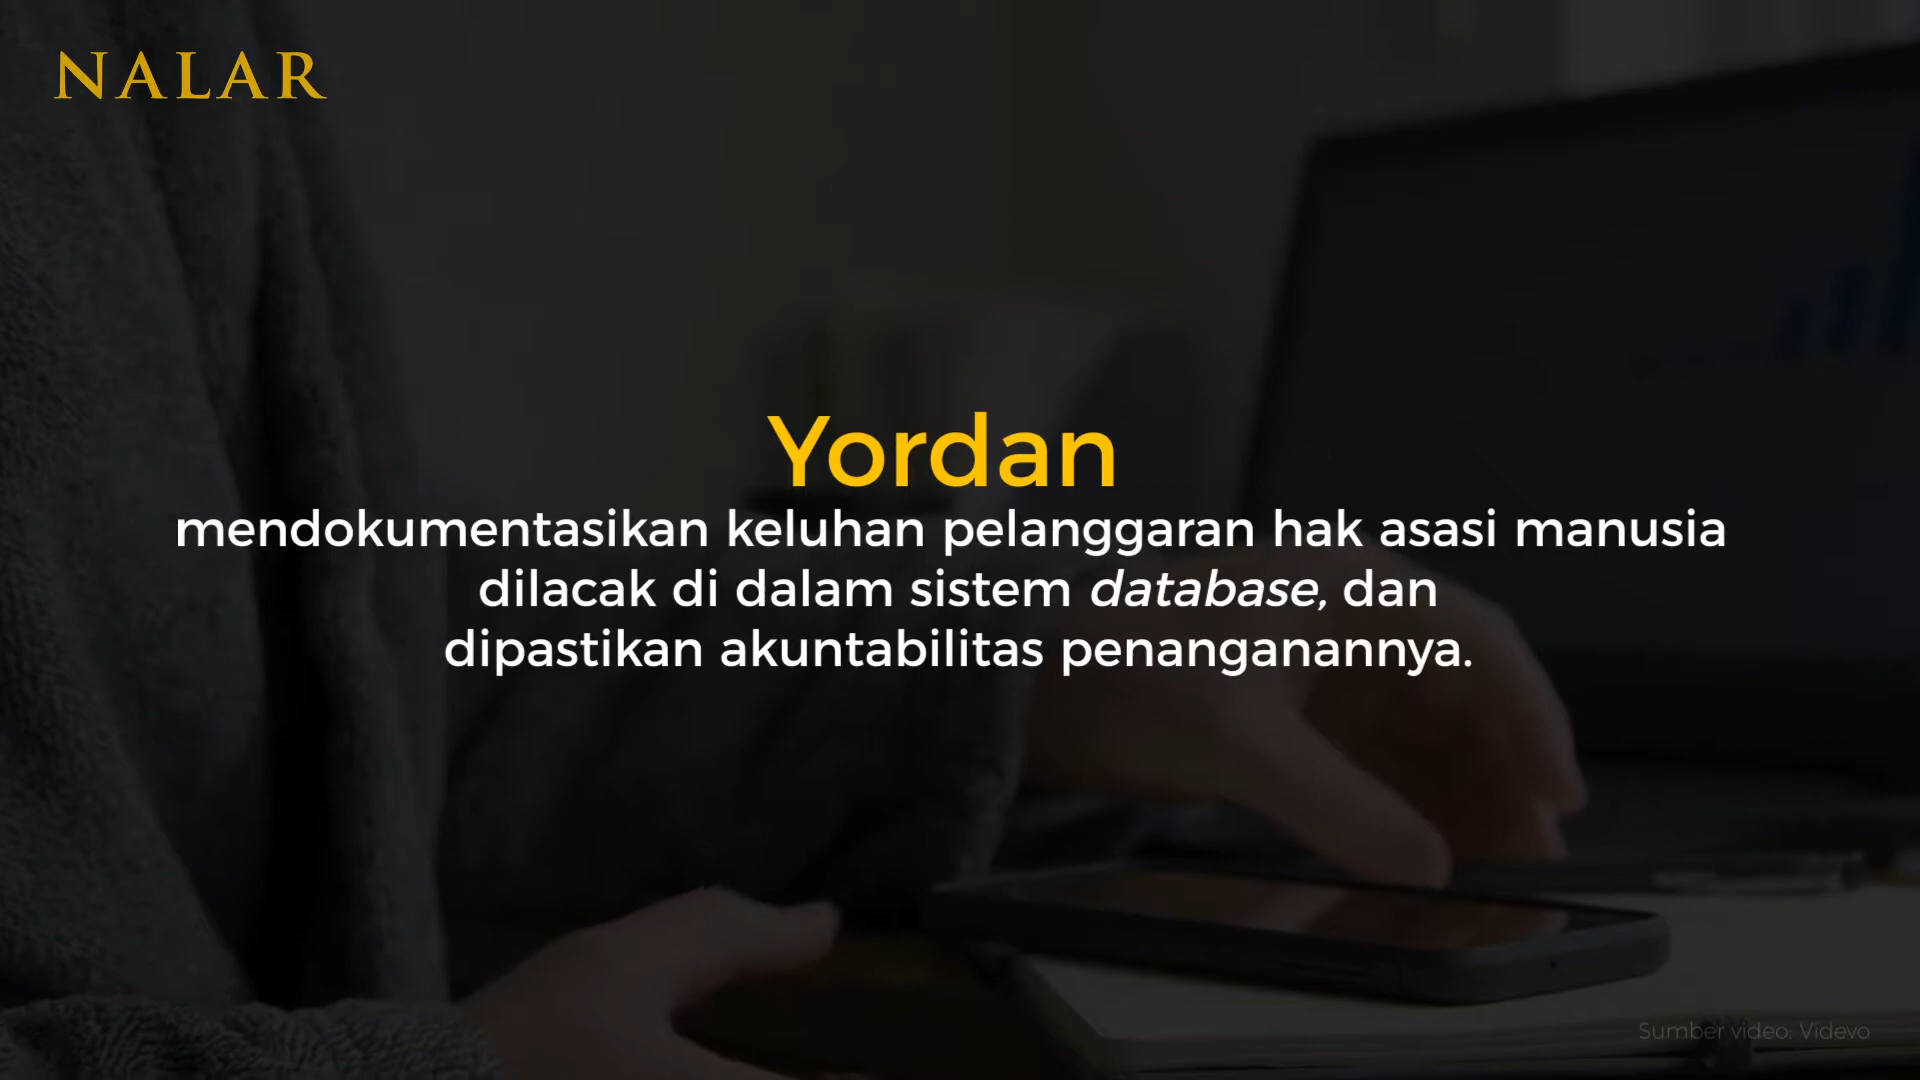 NALAR
Yordan
mendokumentasikan keluhan pelanggaran hak asasi manusia
dilacak di dalam sistem database, dan
dipastikan akuntabilitas penanganannya.
Sumber video: Videvo